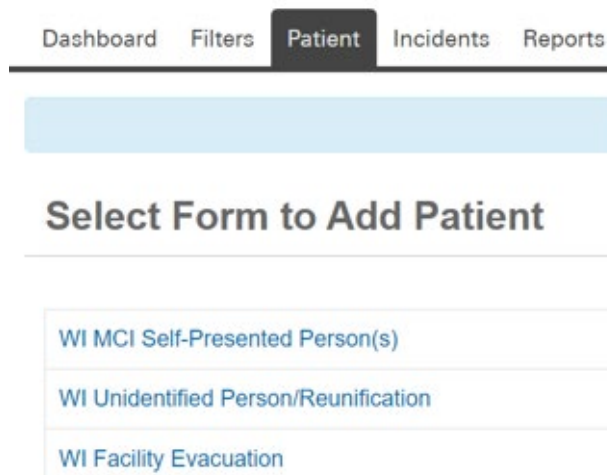 Dashboard Filters Patient Incidents Reports
Select Form to Add Patient
WI MCI Self-Presented Person(s)
WI Unidentified Person/Reunification
WI Facility Evacuation